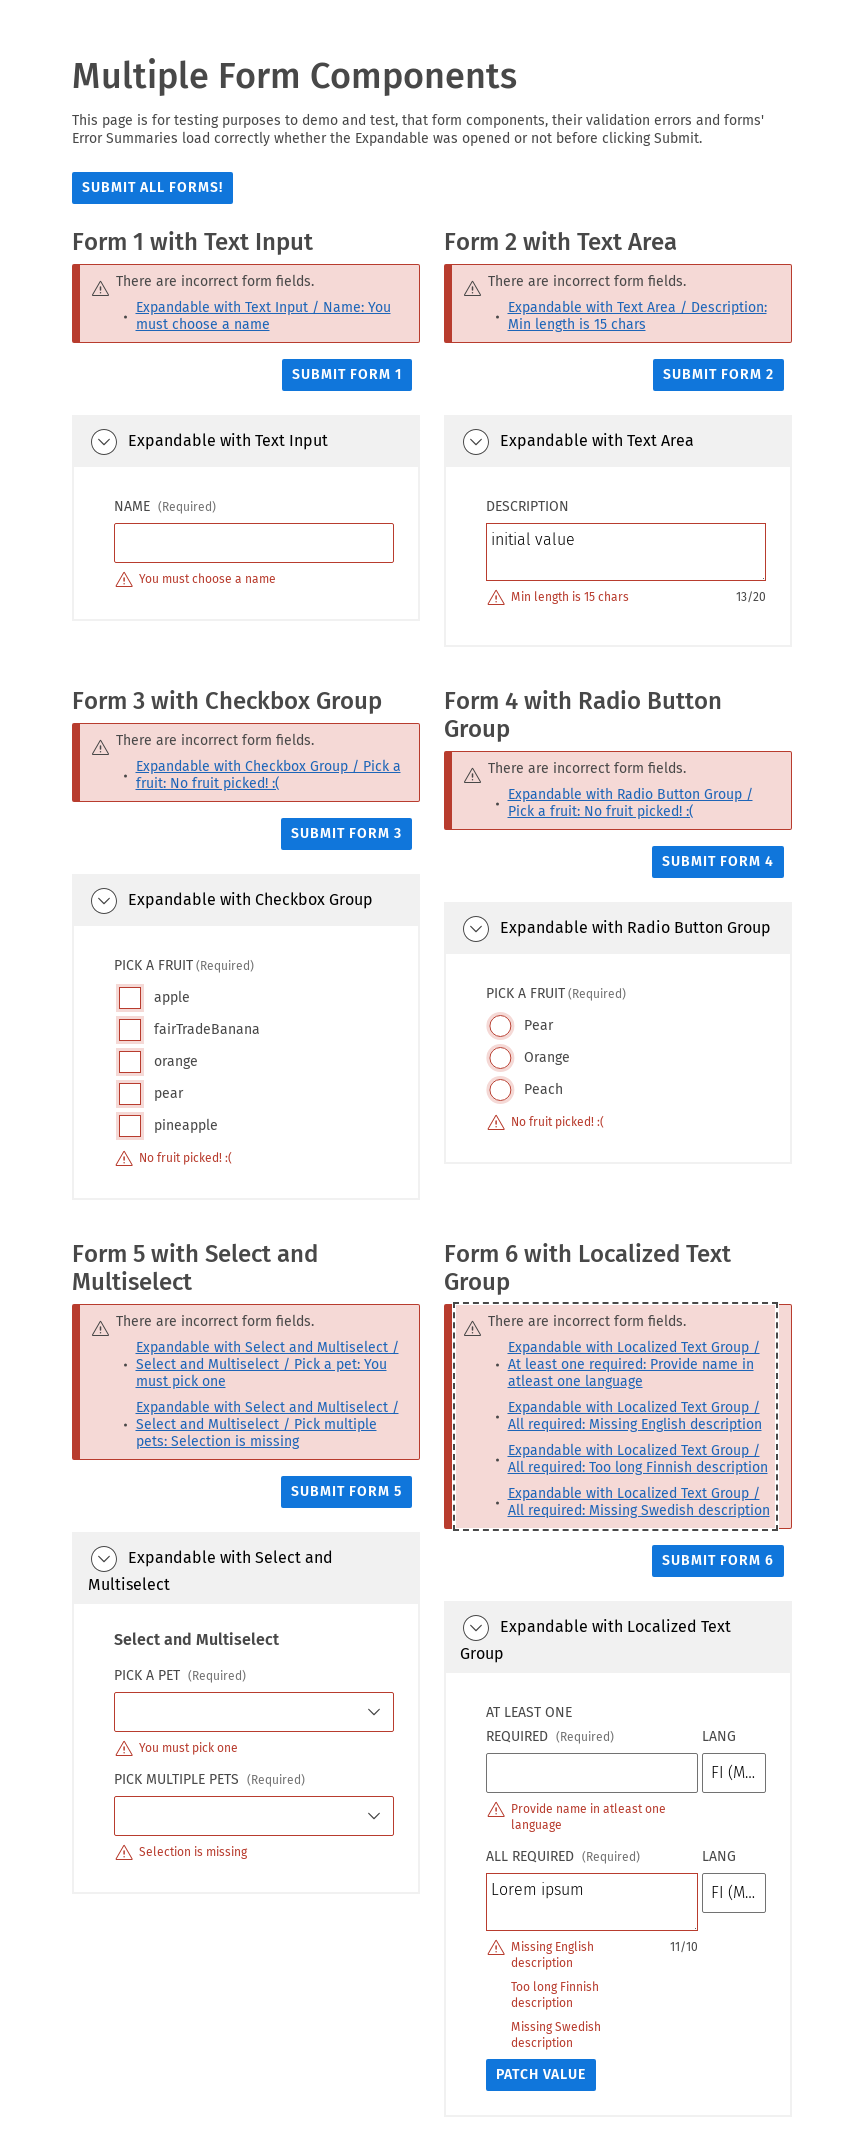 Multiple Form Components
This page is for testing purposes to demo and test, that form components, their validation errors and forms'
Error Summaries load correctly whether the Expandable was opened or not before clicking Submit.
SUBMIT ALL FORMS!
Form 1 with Text Input
There are incorrect form fields.
Expandable with Text Input / Name: You
must choose a name
SUBMIT FORM 1
Expandable with Text Input
NAME (Required)
You must choose a name
Form 2 with Text Area
There are incorrect form fields.
Expandable with Text Area / Description:
Min length is 15 chars
SUBMIT FORM 2
Expandable with Text Area
DESCRIPTION
initial value
Min length is 15 chars 13/20
Form 3 with Checkbox Group
There are incorrect form fields.
Expandable with Checkbox Group / Pick a
fruit: No fruit picked! :(
SUBMIT FORM 3
Expandable with Checkbox Group
PICK A FRUIT (Required)
apple
fairTradeBanana
orange
pear
pineapple
No fruit picked! :(
Form 4 with Radio Button
Group
There are incorrect form fields.
Expandable with Radio Button Group /
Pick a fruit: No fruit picked! :(
SUBMIT FORM 4
Expandable with Radio Button Group
PICK A FRUIT (Required)
Pear
Orange
Peach
No fruit picked! :(
Form 5 with Select and
Multiselect
There are incorrect form fields.
Expandable with Select and Multiselect /
Select and Multiselect / Pick a pet: You
must pick one
Expandable with Select and Multiselect /
Select and Multiselect / Pick multiple
pets: Selection is missing
SUBMIT FORM 5
Expandable with Select and
Multiselect
Select and Multiselect
PICK A PET (Required)
You must pick one
PICK MULTIPLE PETS (Required)
Selection is missing
Form 6 with Localized Text
Group
There are incorrect form fields.
Expandable with Localized Text Group /
At least one required: Provide name in
atleast one language
Expandable with Localized Text Group /
All required: Missing English description
Expandable with Localized Text Group /
All required: Too long Finnish description
Expandable with Localized Text Group /
All required: Missing Swedish description
SUBMIT FORM 6
Expandable with Localized Text
Group
AT LEAST ONE
REQUIRED (Required) LANG
FI (M...
Provide name in atleast one
language
ALL REQUIRED (Required) LANG
Lorem ipsum FI (M...
Missing English 11/10
description
Too long Finnish
description
Missing Swedish
description
PATCH VALUE